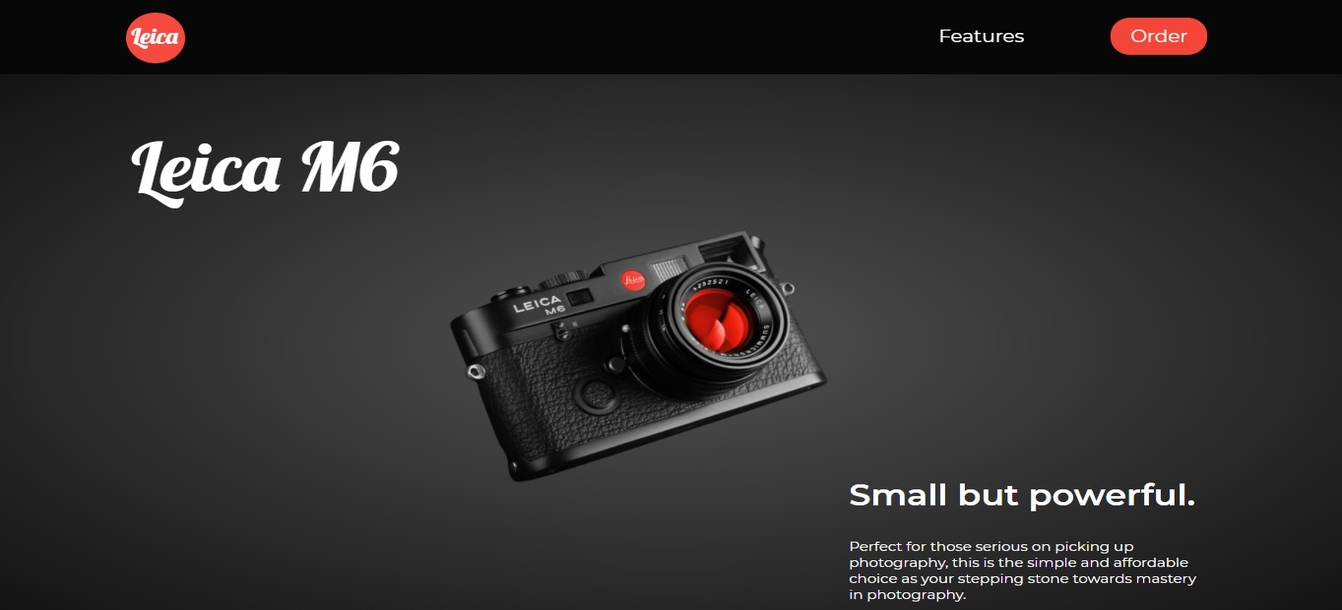 Leica
Features
Order
Leica M6
Leica
LEICA
M6
LEICA
Small but powerful.
Perfect for those serious on picking up
photography, this is the simple and affordable
choice as your stepping stone towards mastery
in photography.